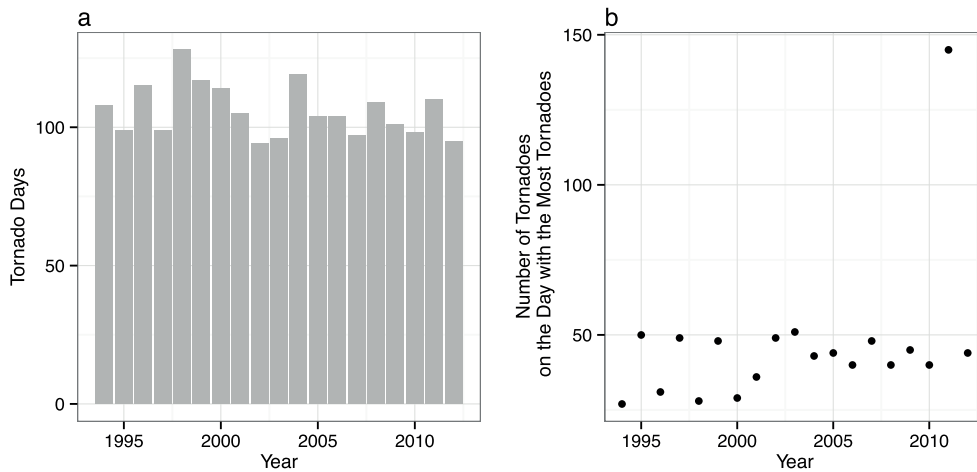 a
Tornado Days
100
50
0
1995
2000
2005
2010
Year
b
Number of Tornadoes
on the Day with the Most Tornadoes
150
100
50
1995
2000
2005
2010
Year